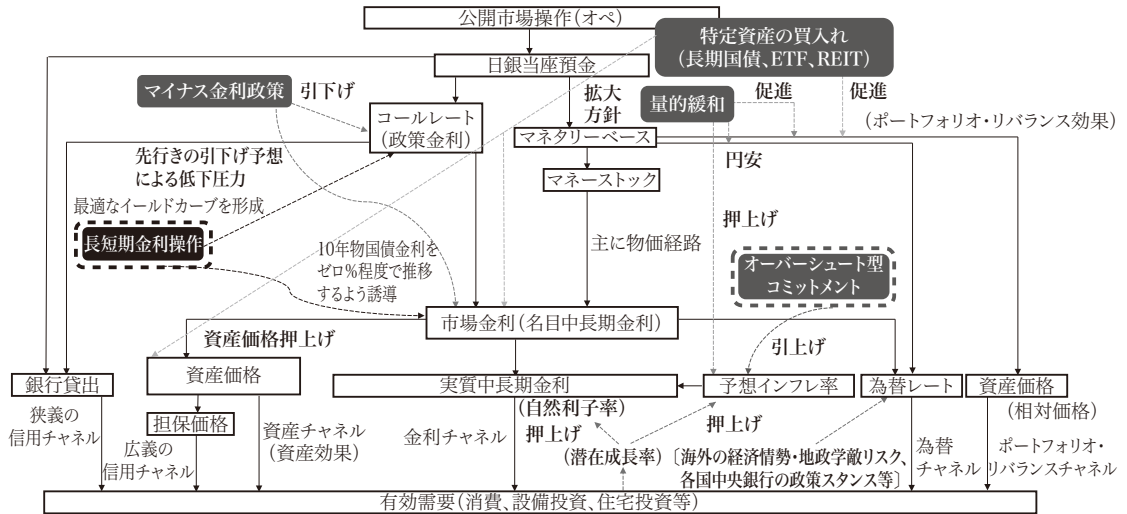 公開市場操作(オペ)
特定資産の買入れ
(長期国債、ETF、REIT)
日銀当座預金
マイナス金利政策
引下げ
拡大
方針
量的緩和
促進
促進
コールレート
(政策金利)
(ポートフォリオ・リバランス効果)
マネタリーベース
先行きの引下げ予想
による低下圧力
円安
マネーストック
最適なイールドカーブを形成
押上げ
長短期金利操作
10年物国債金利を
ゼロ%程度で推移
するよう誘導
主に物価経路
オーバーシュート型
コミットメント
市場金利(名目中長期金利)
資産価格押上げ
引上げ
銀行貸出
資産価格
実質中長期金利
予想インフレ率
為替レート
資産価格
(自然利子率)
(相対価格)
狭義の
信用チャネル
担保価格
資産チャネル
(資産効果)
金利チャネル
押上げ
押上げ
広義の
信用チャネル
(潜在成長率)
〔海外の経済情勢・地政学敵リスク、
各国中央銀行の政策スタンス等〕
為替
チャネル
ポートフォリオ・
リバランスチャネル
有効需要(消費、設備投資、住宅投資等)